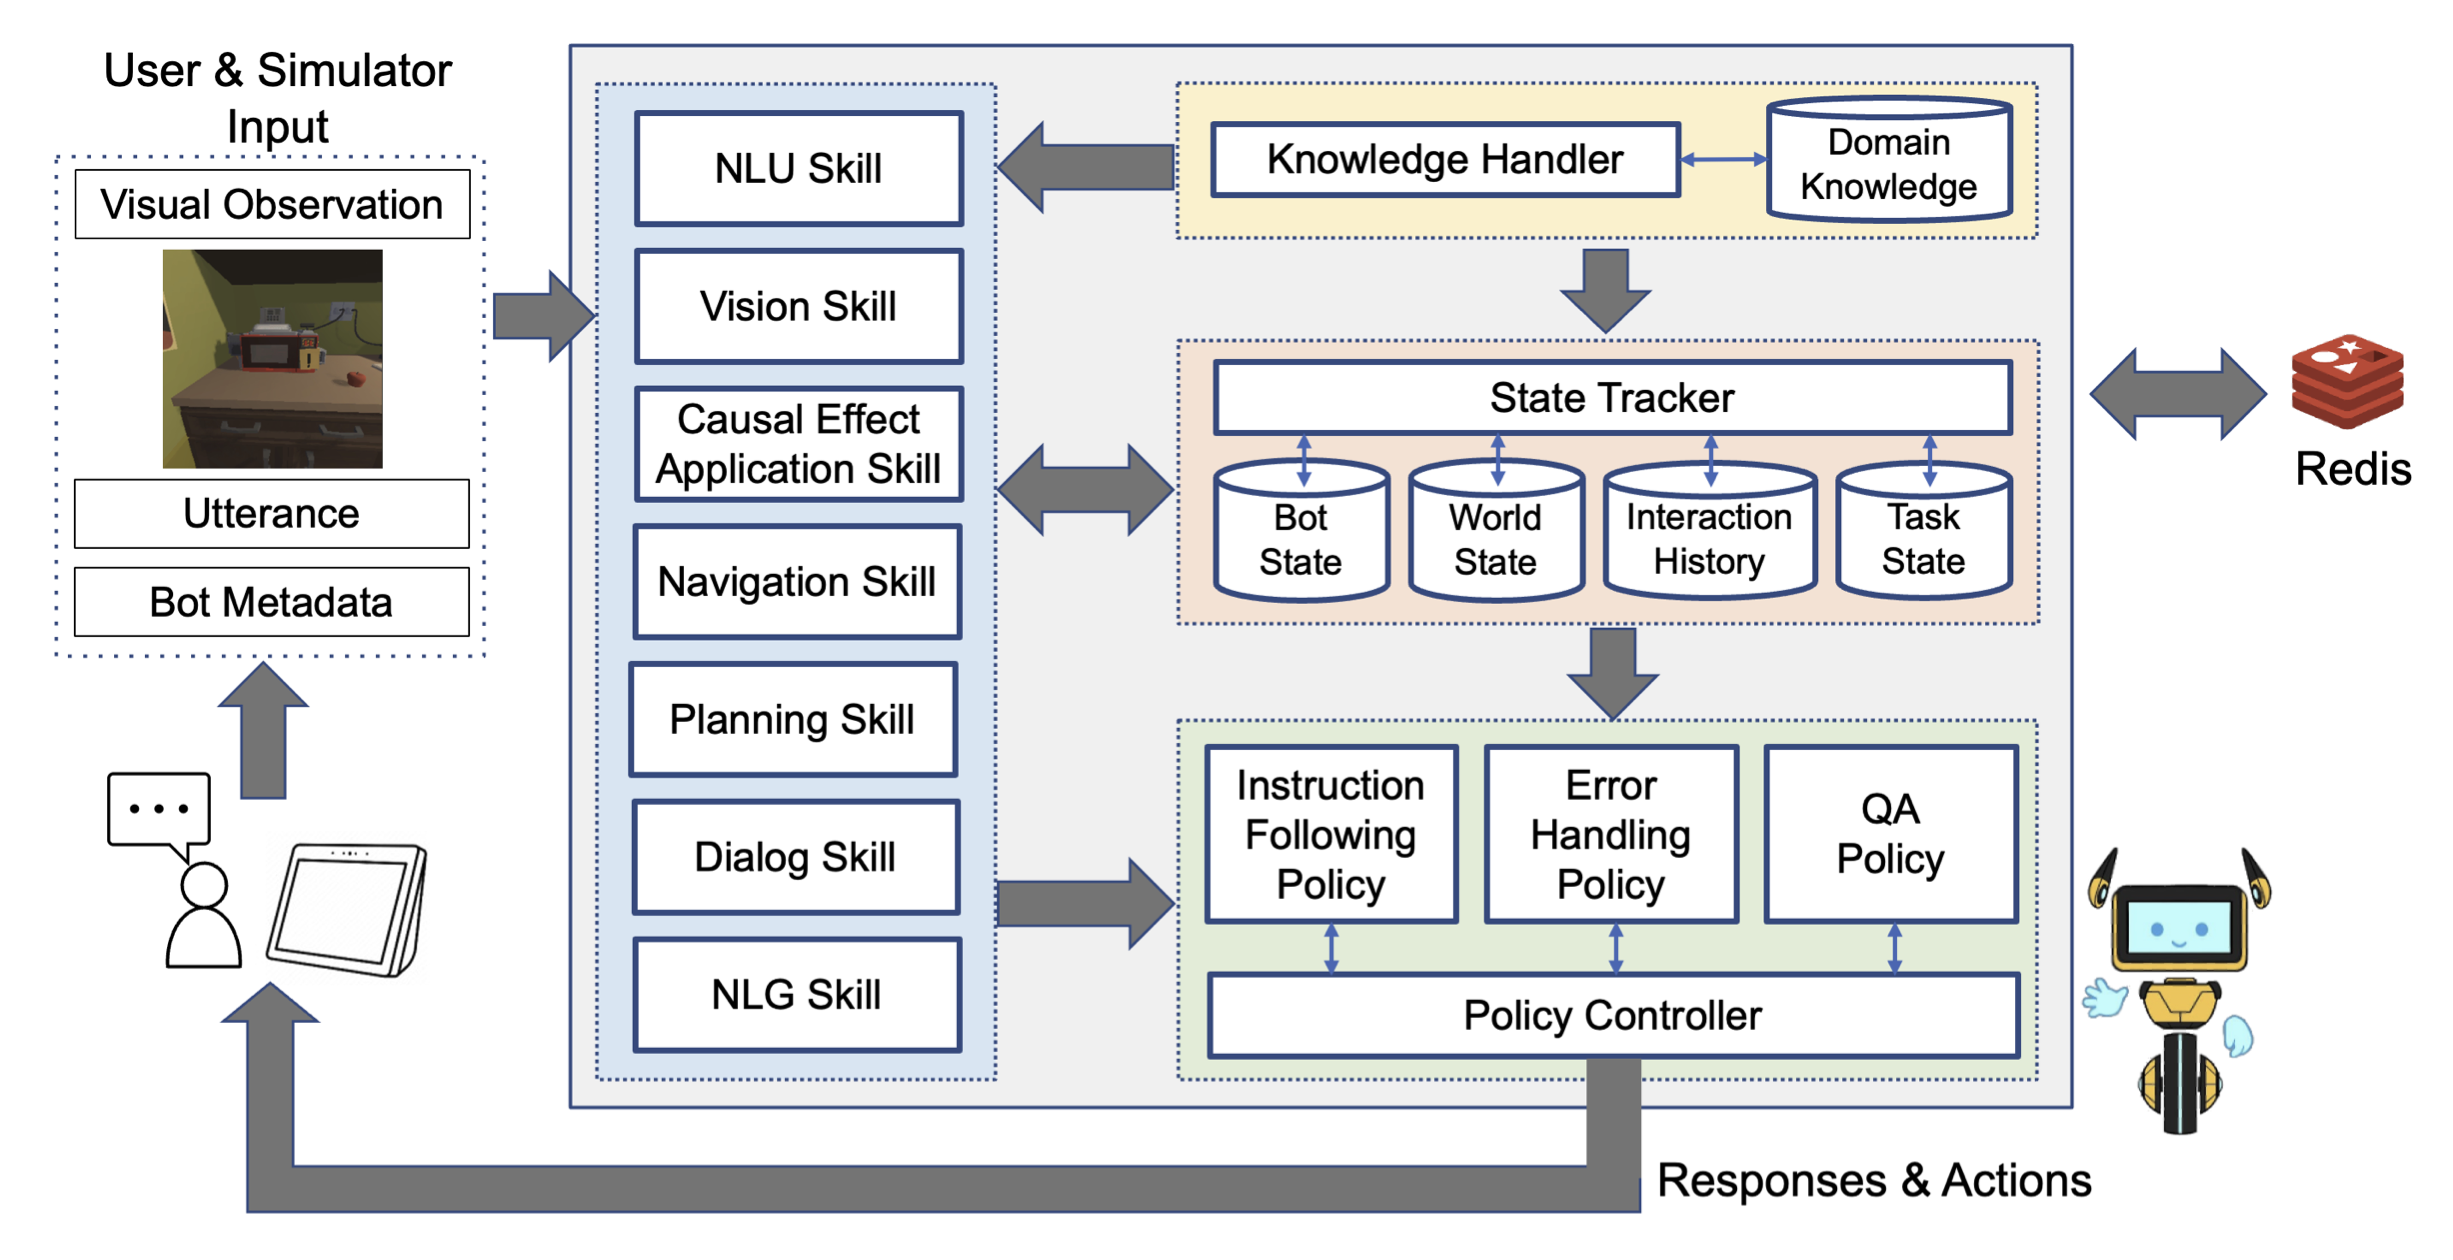 User & Simulator
Input
Visual Observation
Utterance
Bot Metadata
NLU Skill
Vision Skill
Causal Effect
Application Skill
Navigation Skill
Planning Skill
Dialog Skill
NLG Skill
Knowledge Handler
Domain
Knowledge
State Tracker
Bot
State
World
State
Interaction
History
Task
State
Instruction
Following
Policy
Error
Handling
Policy
QA
Policy
Policy Controller
Redis
Responses & Actions